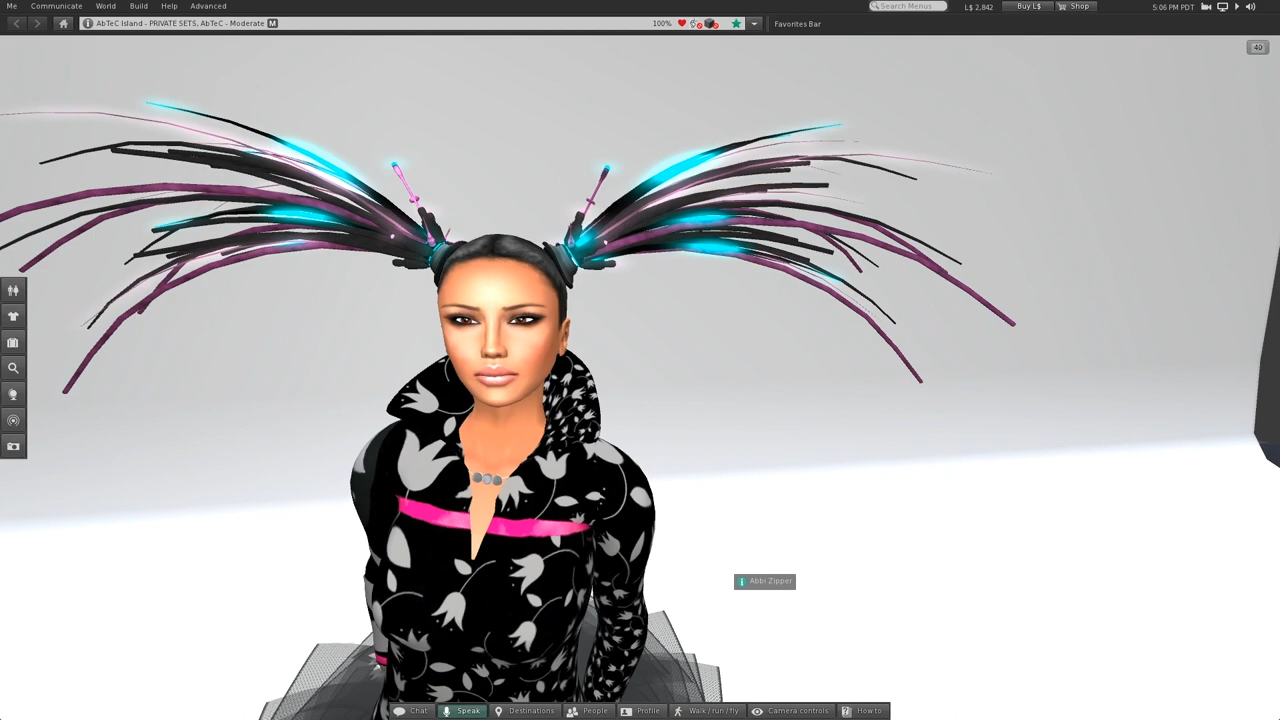 Me Communicate World Build Help Advanced Search Menus L$ 2,842 Buy L$ Shop 5:06 PM PDT
AbTeC Island - PRIVATE SETS, AbTeC - Moderate M 100% Favorites Bar
40
Abbi Zipper
Chat Speak Destinations People Profile Walk / run / fly Camera controls How to